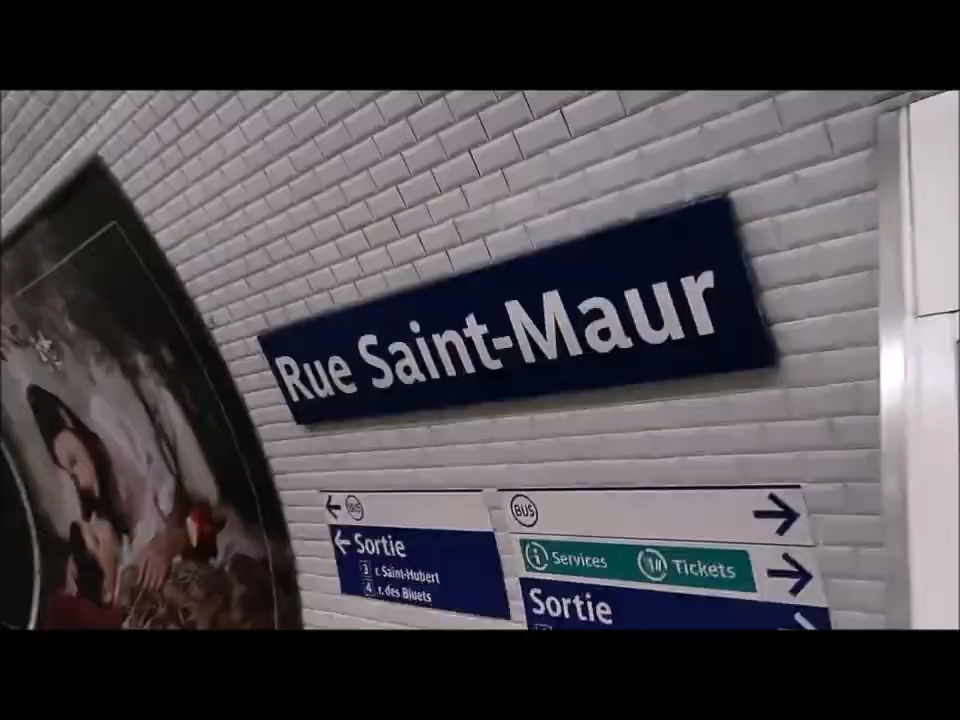 Rue Saint-Maur
BUS
Sortie
3 r. Saint-Hubert
4 r. des Bluets
BUS
i Services Tickets
Sortie